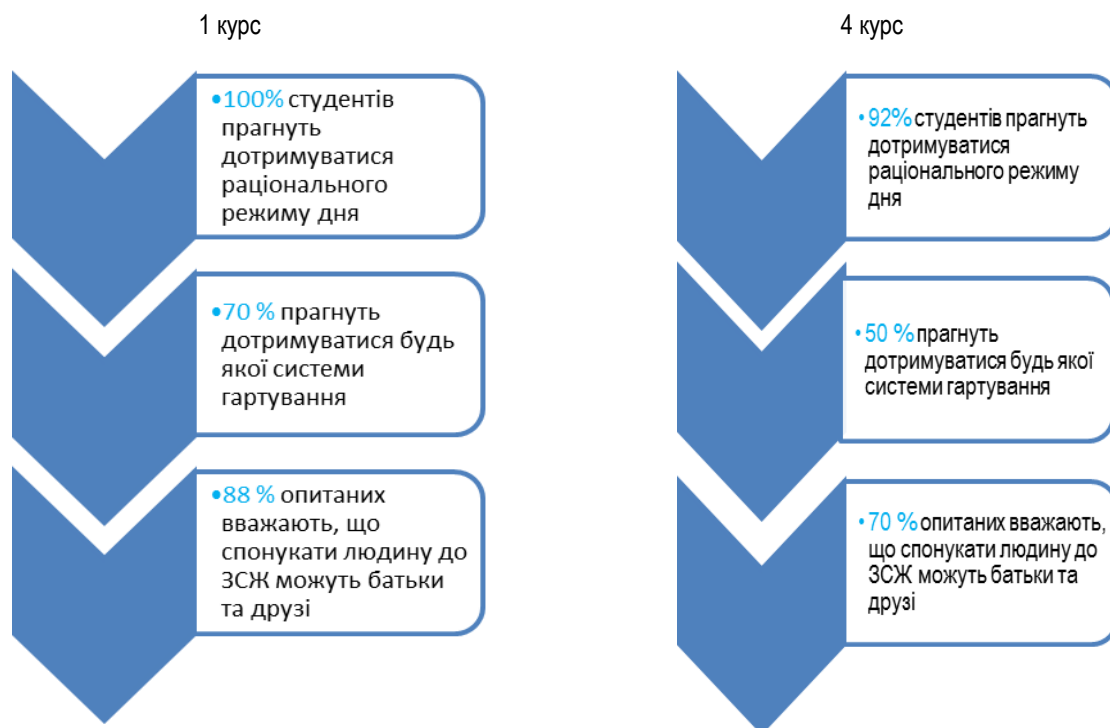 1 курс
•100% студентів
прагнуть
дотримуватися
раціонального
режиму дня
•70 % прагнуть
дотримуватися будь
якої системи
гартування
•88 % опитаних
вважають, що
спонукати людину до
ЗСЖ можуть батьки
та друзі
4 курс
• 92% студентів прагнуть
дотримуватися
раціонального режиму
дня
• 50 % прагнуть
дотримуватися будь якої
системи гартування
• 70 % опитаних вважають,
що спонукати людину до
ЗСЖ можуть батьки та
друзі